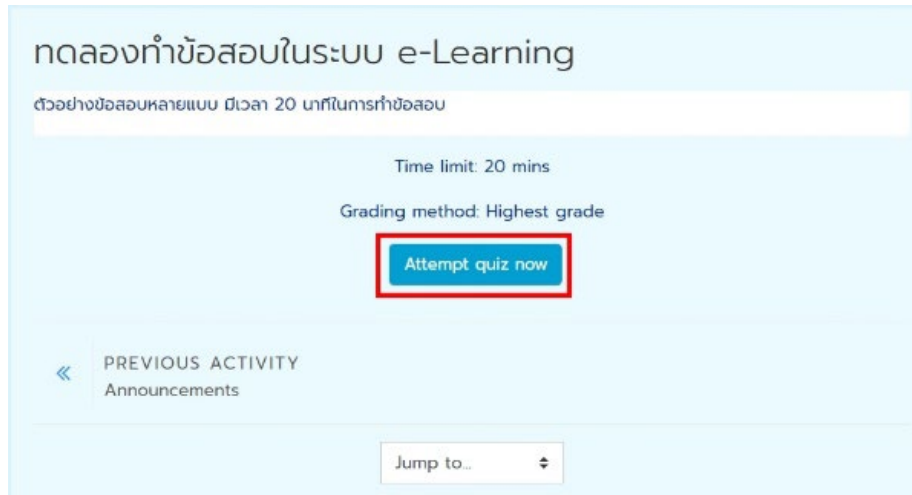 ทดลองทำข้อสอบในระบบ e-Learning
ตัวอย่างข้อสอบหลายแบบ มีเวลา 20 นาทีในการทำข้อสอบ
Time limit: 20 mins
Grading method: Highest grade
Attempt quiz now
PREVIOUS ACTIVITY
Announcements
Jump to...